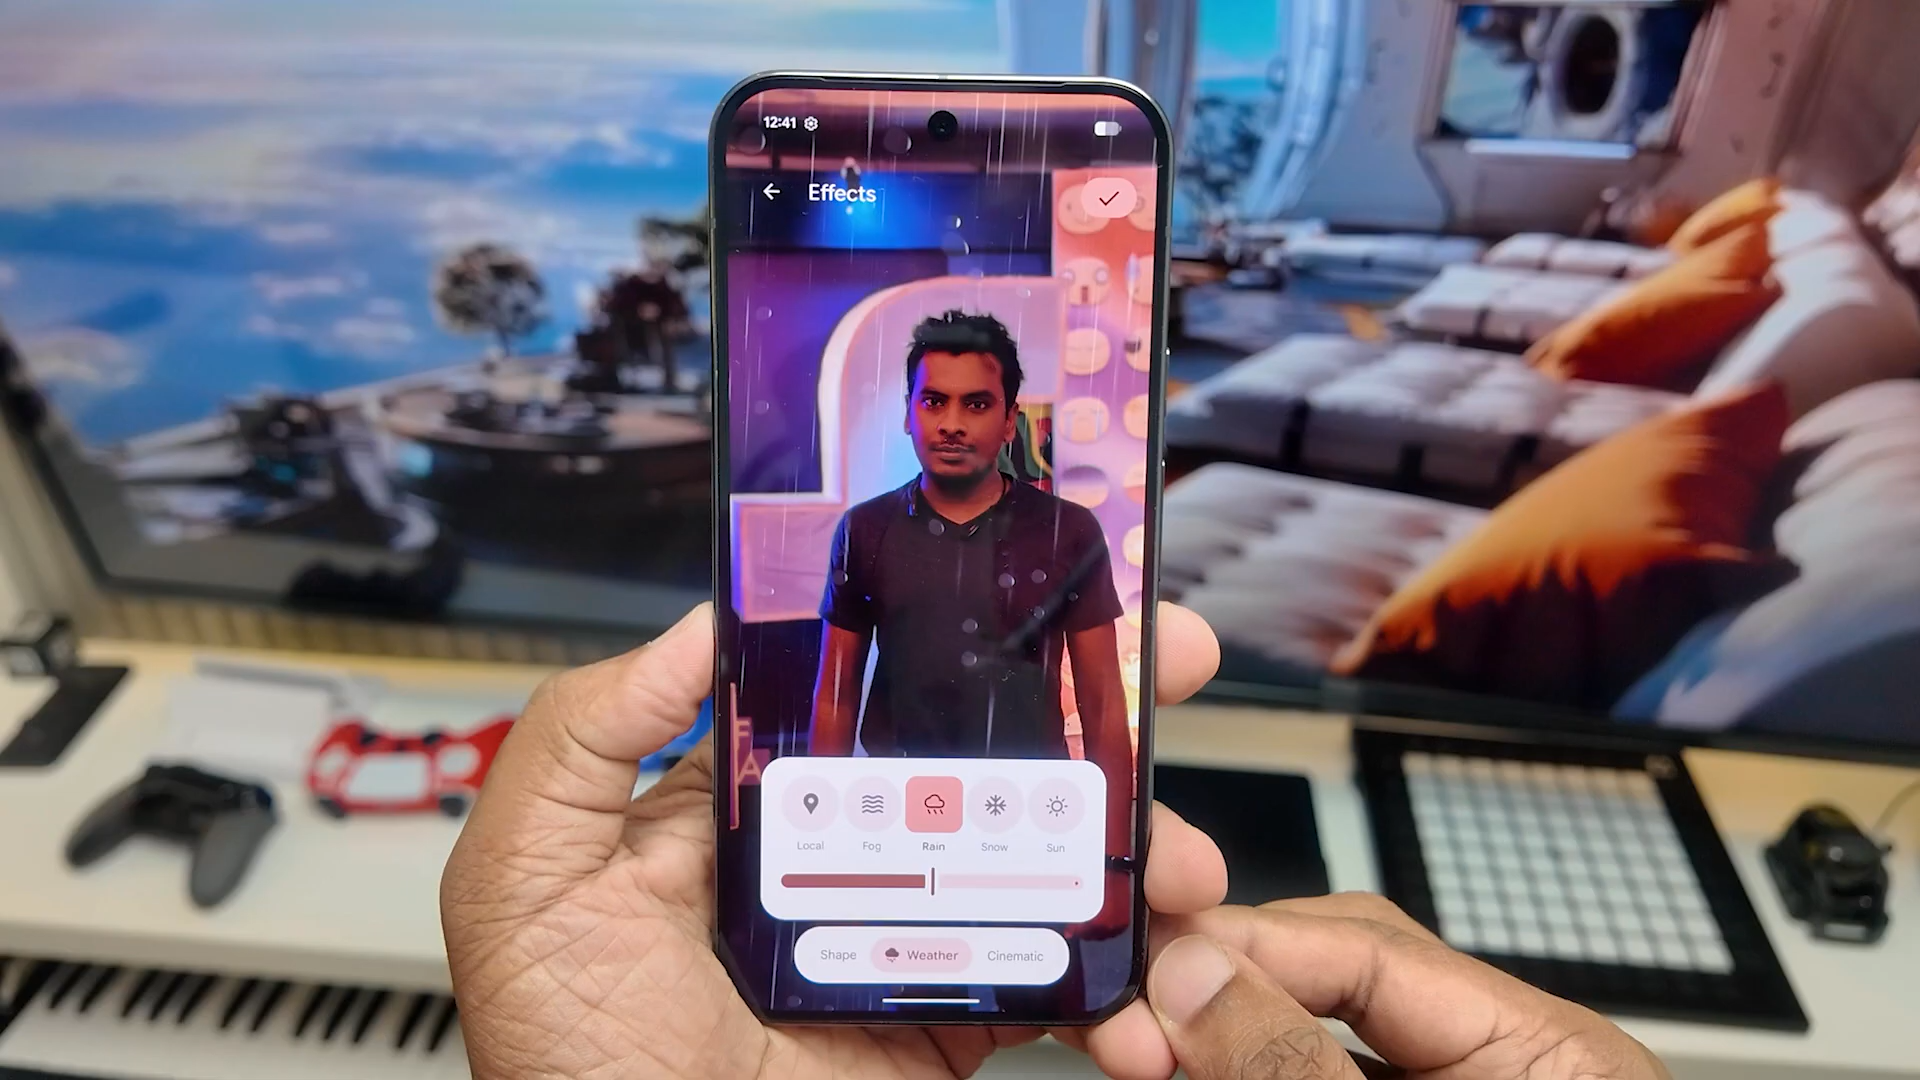 12:41
Effects
F
A
Local Fog Rain Snow Sun
Shape Weather Cinematic